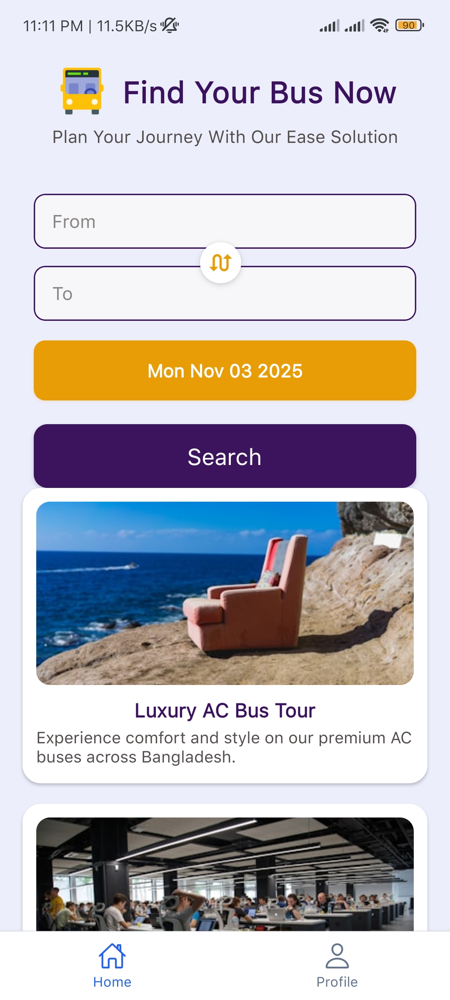 11:11 PM | 11.5KB/s
90
Find Your Bus Now
Plan Your Journey With Our Ease Solution
From
To
Mon Nov 03 2025
Search
Luxury AC Bus Tour
Experience comfort and style on our premium AC
buses across Bangladesh.
Home
Profile